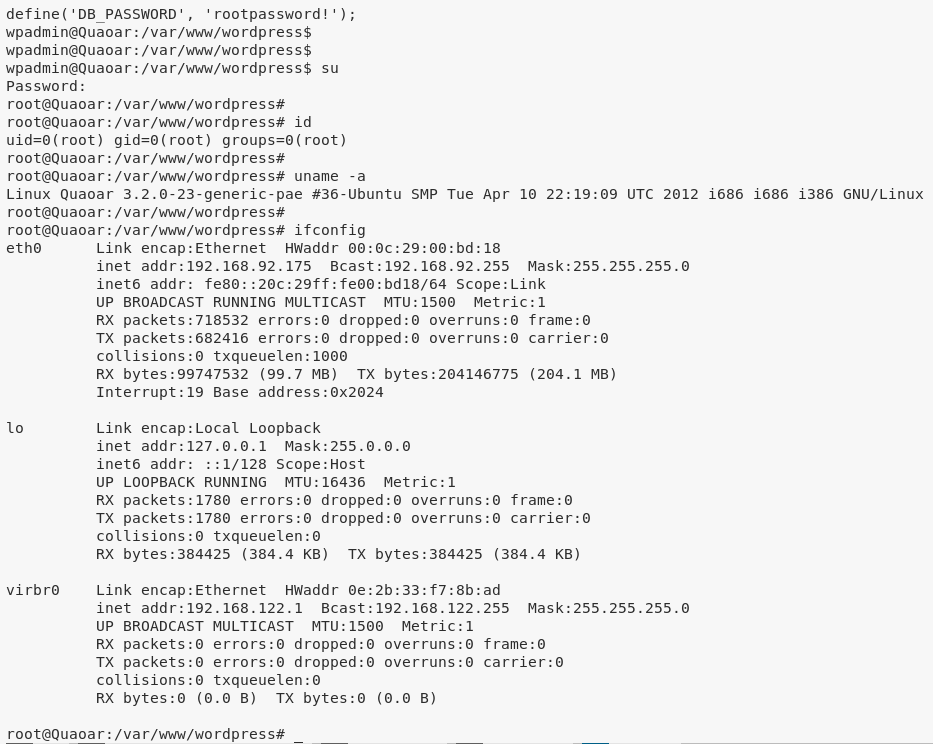 define('DB_PASSWORD', 'rootpassword!');
wpadmin@Quaoar:/var/www/wordpress$
wpadmin@Quaoar:/var/www/wordpress$
wpadmin@Quaoar:/var/www/wordpress$ su
Password:
root@Quaoar:/var/www/wordpress#
root@Quaoar:/var/www/wordpress# id
uid=0(root) gid=0(root) groups=0(root)
root@Quaoar:/var/www/wordpress#
root@Quaoar:/var/www/wordpress# uname -a
Linux Quaoar 3.2.0-23-generic-pae #36-Ubuntu SMP Tue Apr 10 22:19:09 UTC 2012 i686 i686 i386 GNU/Linux
root@Quaoar:/var/www/wordpress#
root@Quaoar:/var/www/wordpress# ifconfig
eth0      Link encap:Ethernet  HWaddr 00:0c:29:00:bd:18
          inet addr:192.168.92.175  Bcast:192.168.92.255  Mask:255.255.255.0
          inet6 addr: fe80::20c:29ff:fe00:bd18/64 Scope:Link
          UP BROADCAST RUNNING MULTICAST  MTU:1500  Metric:1
          RX packets:718532 errors:0 dropped:0 overruns:0 frame:0
          TX packets:682416 errors:0 dropped:0 overruns:0 carrier:0
          collisions:0 txqueuelen:1000
          RX bytes:99747532 (99.7 MB)  TX bytes:204146775 (204.1 MB)
          Interrupt:19 Base address:0x2024

lo        Link encap:Local Loopback
          inet addr:127.0.0.1  Mask:255.0.0.0
          inet6 addr: ::1/128 Scope:Host
          UP LOOPBACK RUNNING  MTU:16436  Metric:1
          RX packets:1780 errors:0 dropped:0 overruns:0 frame:0
          TX packets:1780 errors:0 dropped:0 overruns:0 carrier:0
          collisions:0 txqueuelen:0
          RX bytes:384425 (384.4 KB)  TX bytes:384425 (384.4 KB)

virbr0    Link encap:Ethernet  HWaddr 0e:2b:33:f7:8b:ad
          inet addr:192.168.122.1  Bcast:192.168.122.255  Mask:255.255.255.0
          UP BROADCAST MULTICAST  MTU:1500  Metric:1
          RX packets:0 errors:0 dropped:0 overruns:0 frame:0
          TX packets:0 errors:0 dropped:0 overruns:0 carrier:0
          collisions:0 txqueuelen:0
          RX bytes:0 (0.0 B)  TX bytes:0 (0.0 B)

root@Quaoar:/var/www/wordpress#